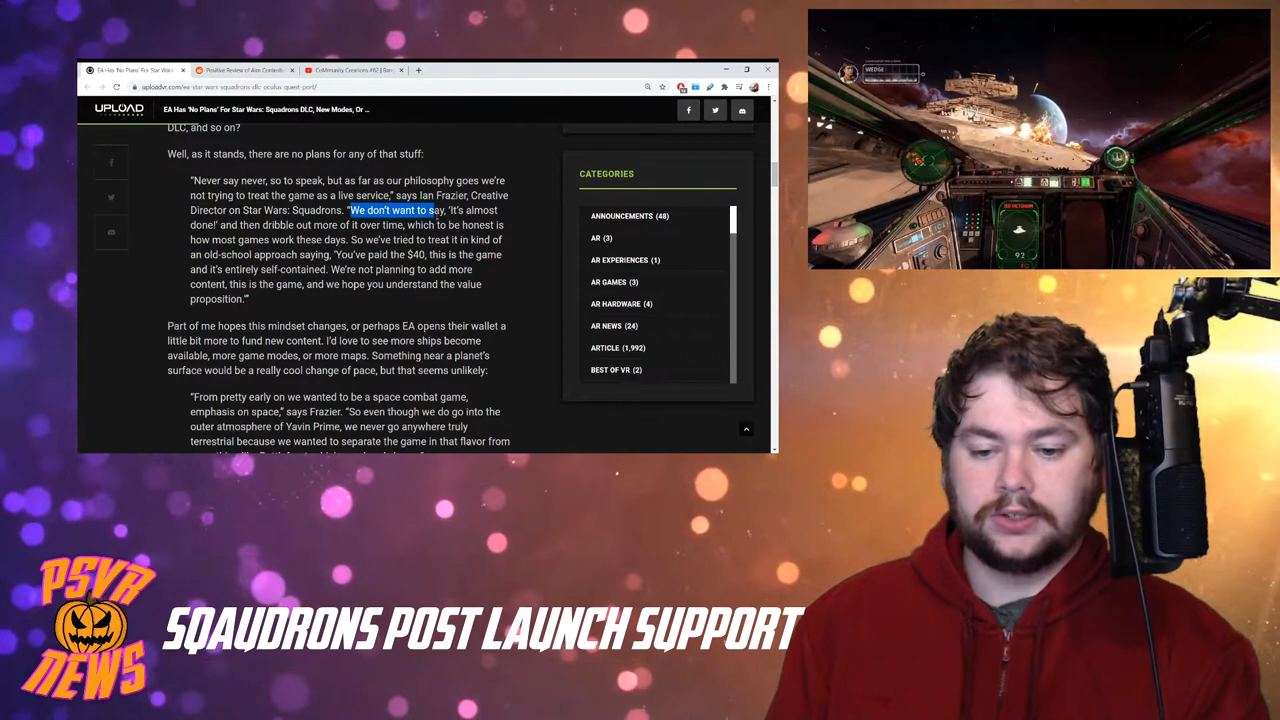 EA Has 'No Plans' For Star Wars
Positive Review of Aim Controlle
CoMmunity Creations #62 | Ban
uploadvr.com/ea-star-wars-squadrons-dlc-oculus-quest-port/
UPLOAD
EA Has 'No Plans' For Star Wars: Squadrons DLC, New Modes, Or ...
DLC, and so on?
Well, as it stands, there are no plans for any of that stuff:
“Never say never, so to speak, but as far as our philosophy goes we’re
not trying to treat the game as a live service,” says Ian Frazier, Creative
Director on Star Wars: Squadrons. “We don’t want to say, ‘It’s almost
done!’ and then dribble out more of it over time, which to be honest is
how most games work these days. So we’ve tried to treat it in kind of
an old-school approach saying, ‘You’ve paid the $40, this is the game
and it’s entirely self-contained. We’re not planning to add more
content, this is the game, and we hope you understand the value
proposition.’”
Part of me hopes this mindset changes, or perhaps EA opens their wallet a
little bit more to fund new content. I’d love to see more ships become
available, more game modes, or more maps. Something near a planet’s
surface would be a really cool change of pace, but that seems unlikely:
“From pretty early on we wanted to be a space combat game,
emphasis on space,” says Frazier. “So even though we do go into the
outer atmosphere of Yavin Prime, we never go anywhere truly
terrestrial because we wanted to separate the game in that flavor from
CATEGORIES
ANNOUNCEMENTS (48)
AR (3)
AR EXPERIENCES (1)
AR GAMES (3)
AR HARDWARE (4)
AR NEWS (24)
ARTICLE (1,992)
BEST OF VR (2)
WEDGE
92
PSVR
NEWS
SQAUDRONS POST LAUNCH SUPPORT